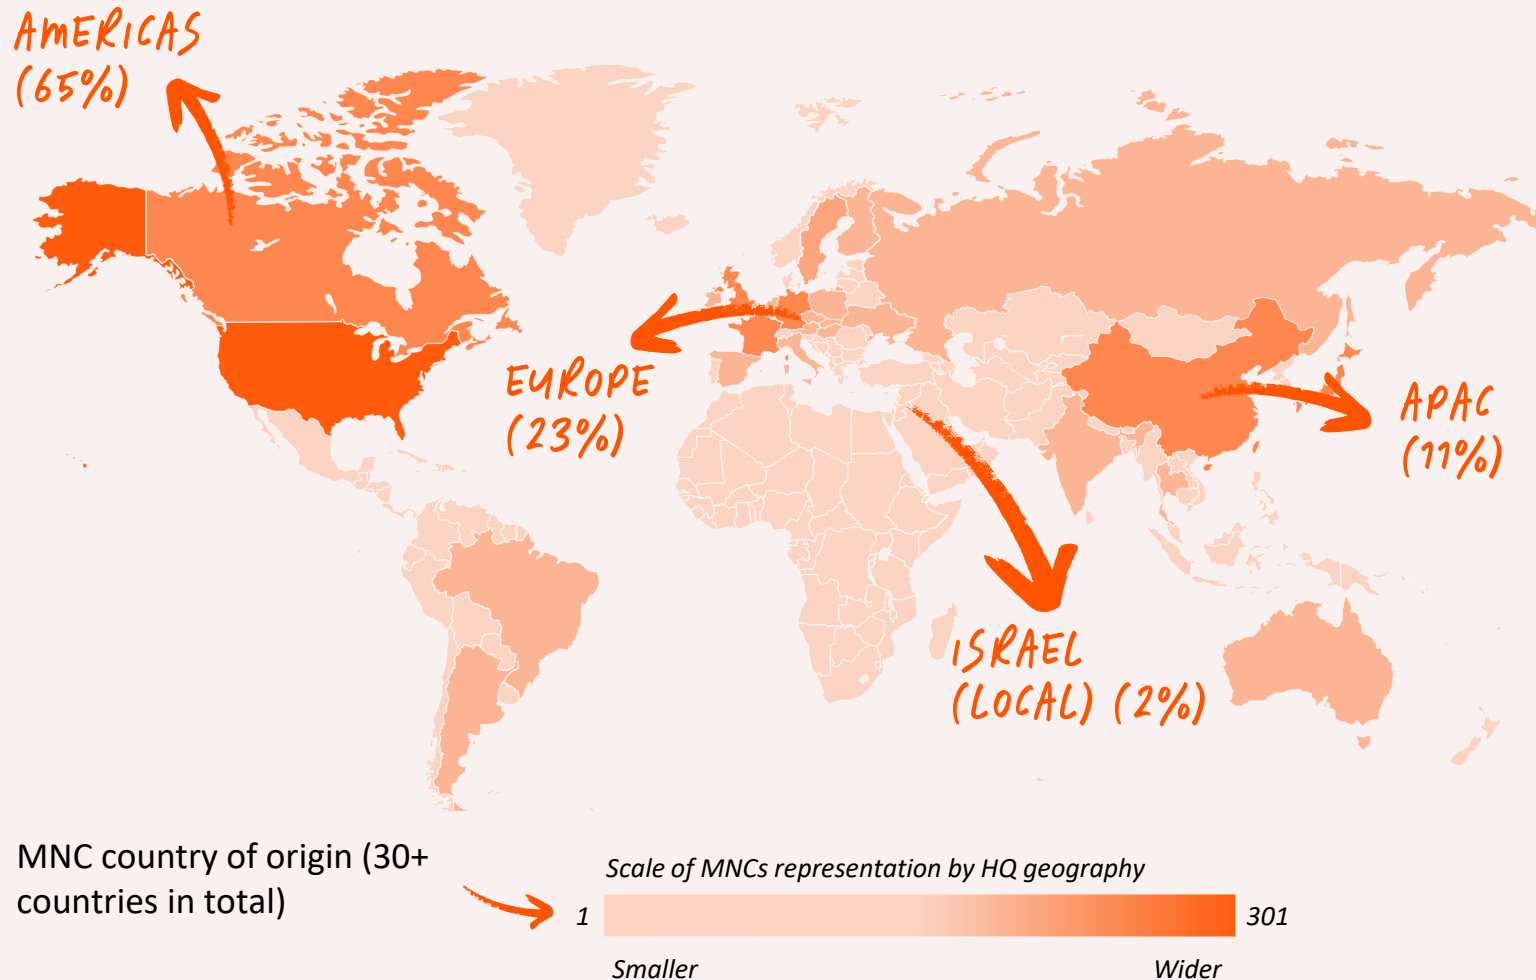 AMERICAS
(65%)
EUROPE
(23%)
APAC
(11%)
ISRAEL
(LOCAL) (2%)
MNC country of origin (30+
countries in total)
Scale of MNCs representation by HQ geography
1
301
Smaller
Wider